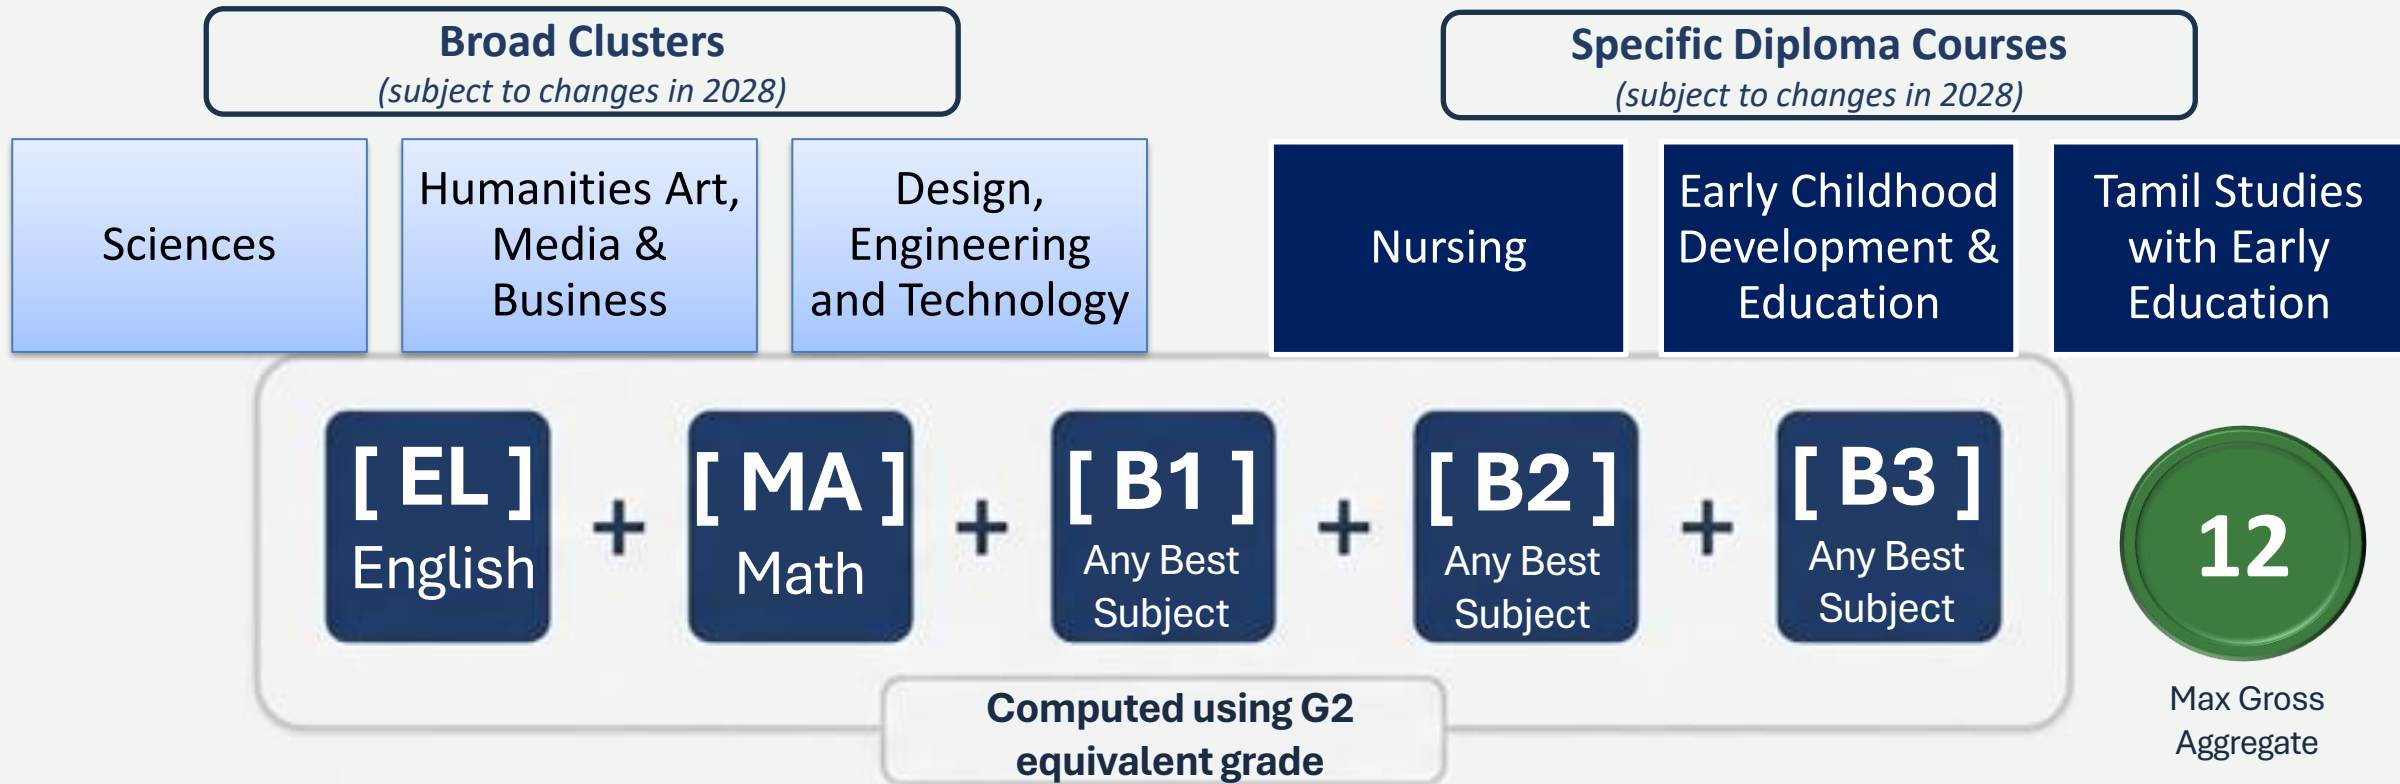 Broad Clusters
(subject to changes in 2028)
Specific Diploma Courses
(subject to changes in 2028)
Sciences
Humanities Art,
Media &
Business
Design,
Engineering
and Technology
Nursing
Early Childhood
Development &
Education
Tamil Studies
with Early
Education
[ EL ]
English
+
[ MA ]
Math
+
[ B1 ]
Any Best
Subject
+
[ B2 ]
Any Best
Subject
+
[ B3 ]
Any Best
Subject
12
Max Gross
Aggregate
Computed using G2
equivalent grade